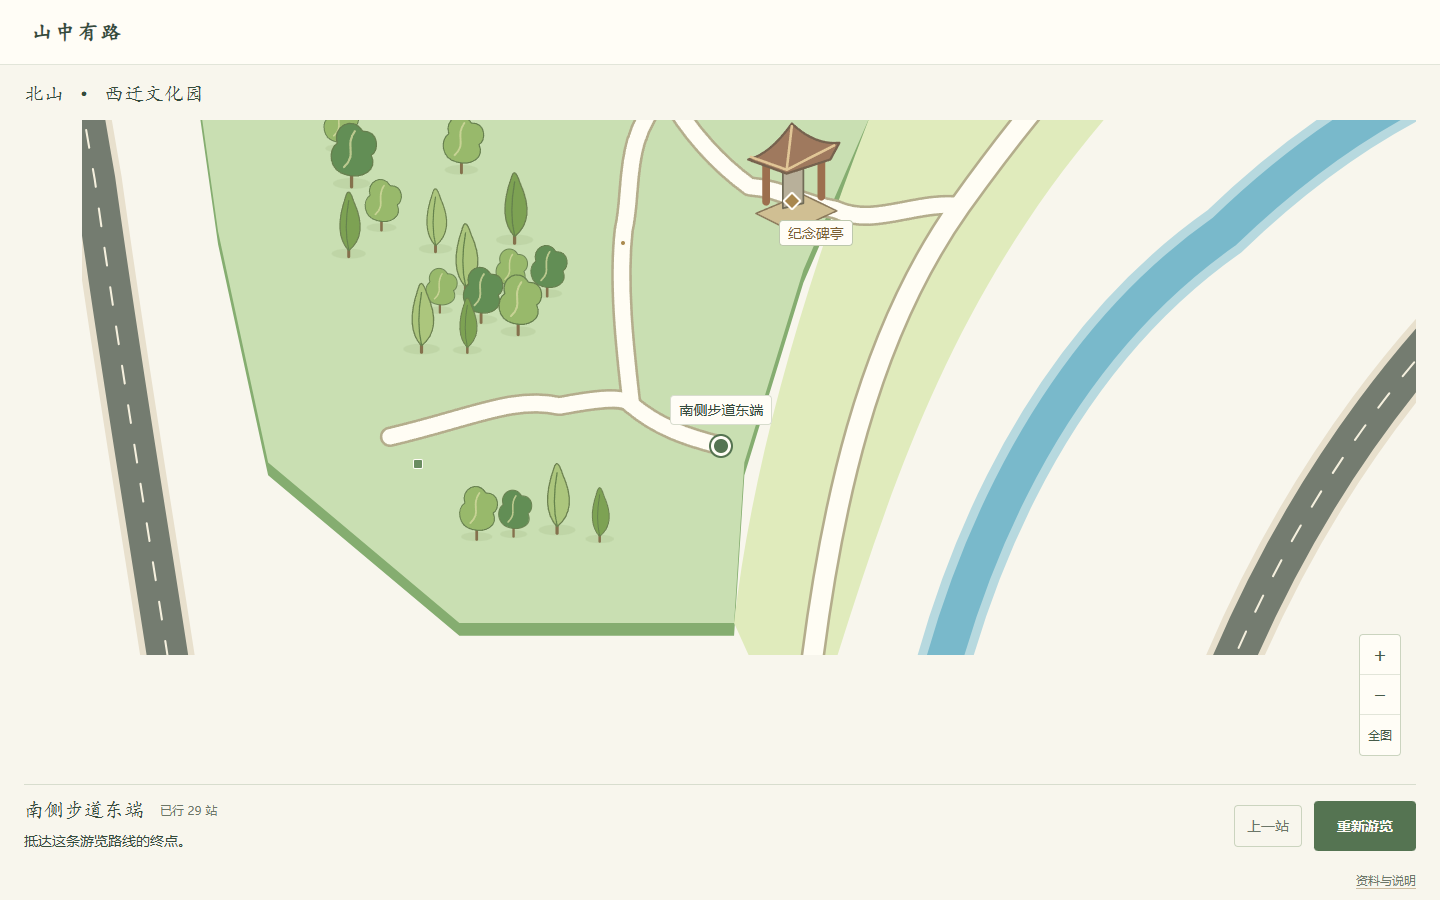 山中有路
北山 • 西迁文化园
纪念碑亭
南侧步道东端
+
−
全图
南侧步道东端 已行 29 站
抵达这条游览路线的终点。
上一站
重新游览
资料与说明